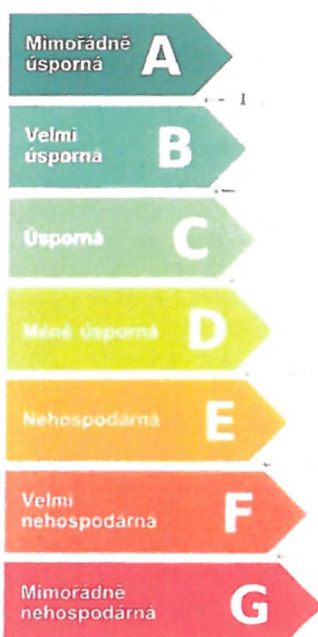 Mimořádně
úsporná
A
Velmi
úsporná
B
Úsporná
C
Méně úsporná
D
Nehospodárná
E
Velmi
nehospodárná
F
Mimořádně
nehospodárná
G